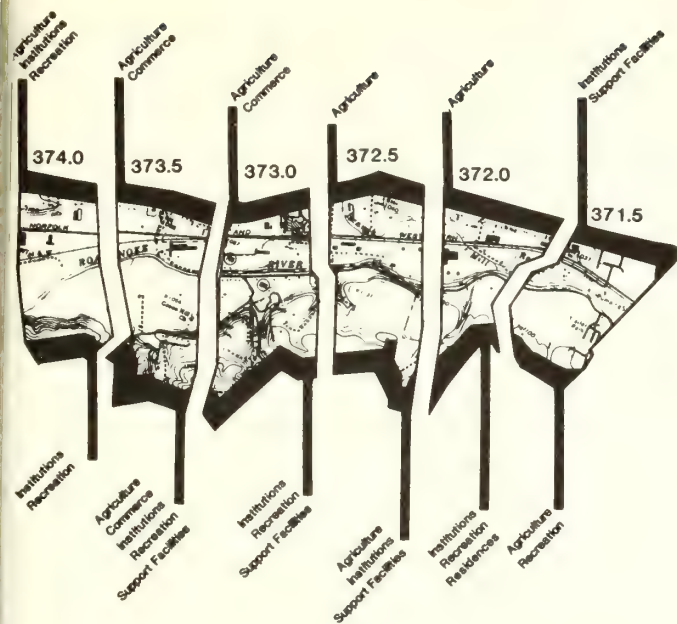 Agriculture
Institutions
Recreation
Agriculture
Commerce
Agriculture
Commerce
Agriculture
Agriculture
Institutions
Support Facilities
374.0
373.5
373.0
372.5
372.0
371.5
NORFOLK
AND
WESTERN
ROANOKE
RIVER
Institutions
Recreation
Agriculture
Commerce
Institutions
Recreation
Support Facilities
Institutions
Recreation
Support Facilities
Agriculture
Institutions
Support Facilities
Institutions
Recreation
Residences
Agriculture
Recreation